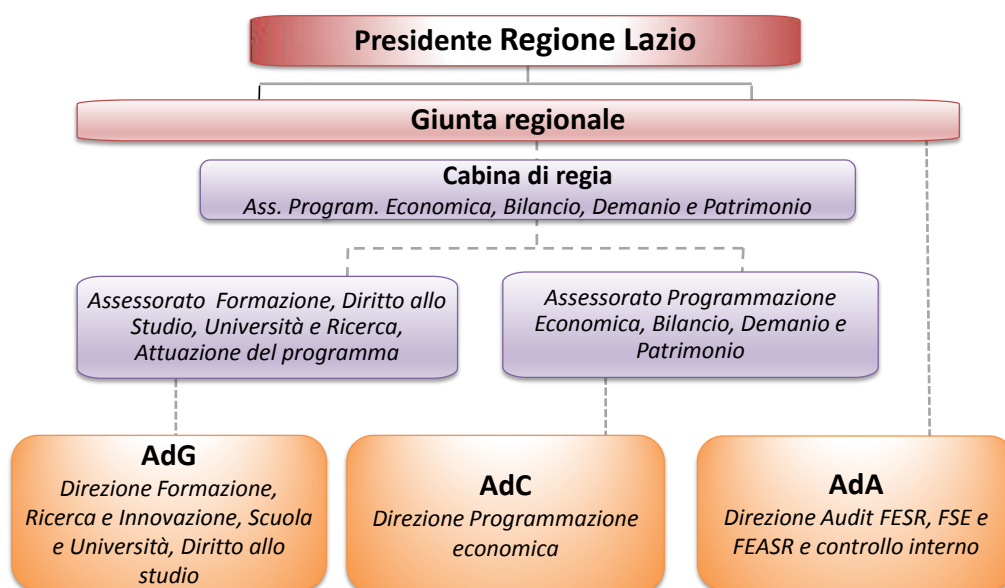 Presidente Regione Lazio
Giunta regionale
Cabina di regia
Ass. Program. Economica, Bilancio, Demanio e Patrimonio
Assessorato Formazione, Diritto allo
Studio, Università e Ricerca,
Attuazione del programma
Assessorato Programmazione
Economica, Bilancio, Demanio e
Patrimonio
AdG
Direzione Formazione,
Ricerca e Innovazione, Scuola
e Università, Diritto allo
studio
AdC
Direzione Programmazione
economica
AdA
Direzione Audit FESR, FSE e
FEASR e controllo interno